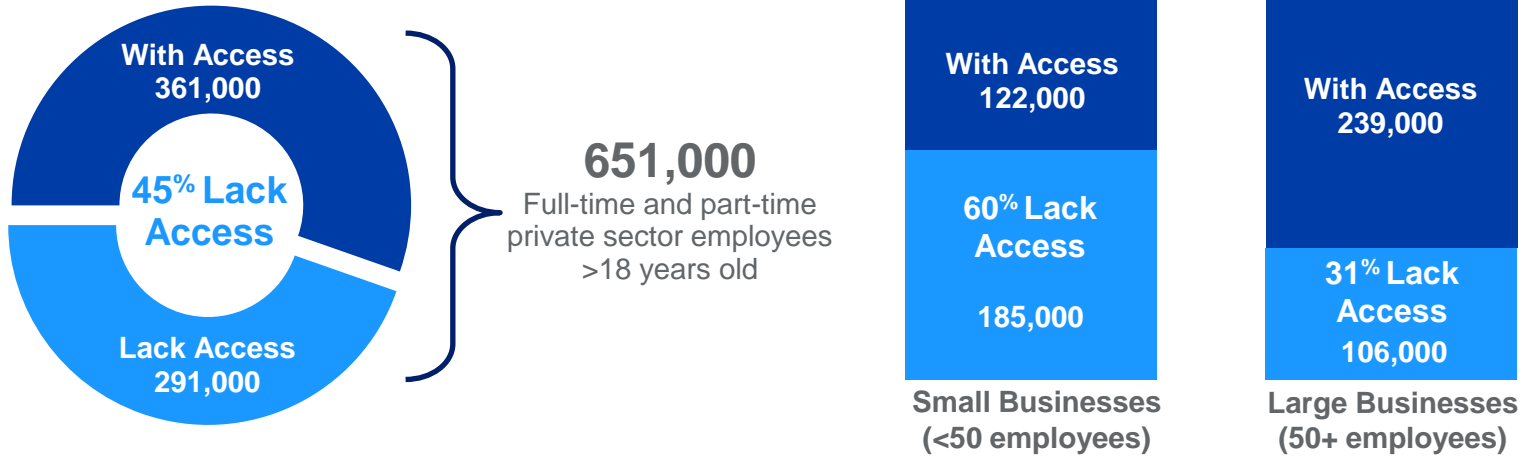 With Access
361,000
45% Lack
Access
Lack Access
291,000
651,000
Full-time and part-time
private sector employees
>18 years old
With Access
122,000
60% Lack
Access
185,000
Small Businesses
(<50 employees)
With Access
239,000
31% Lack
Access
106,000
Large Businesses
(50+ employees)